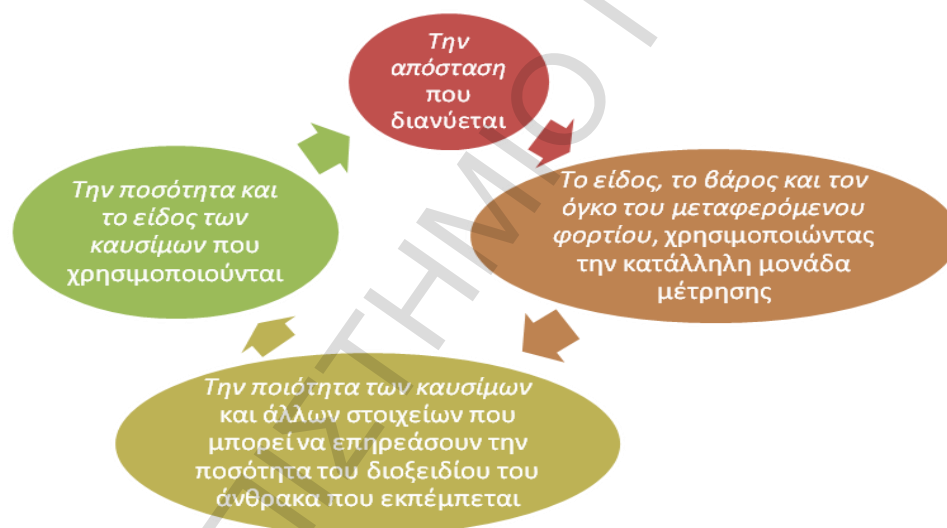 Την
απόσταση
που
διανύεται
Το είδος, το βάρος και τον
όγκο του μεταφερόμενου
φορτίου, χρησιμοποιώντας
την κατάλληλη μονάδα
μέτρησης
Την ποιότητα των καυσίμων
και άλλων στοιχείων που
μπορεί να επηρεάσουν την
ποσότητα του διοξειδίου του
άνθρακα που εκπέμπεται
Την ποσότητα και
το είδος των
καυσίμων που
χρησιμοποιούνται